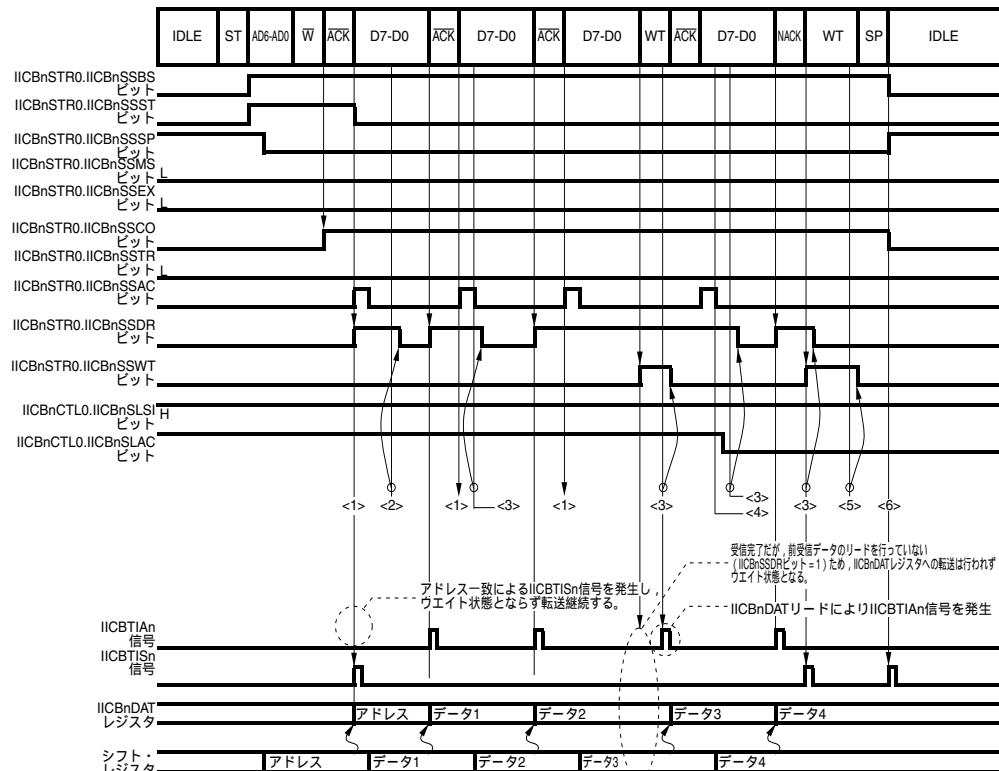 IDLE ST AD6-AD0 W ACK D7-D0 ACK D7-D0 ACK D7-D0 WT ACK D7-D0 NACK WT SP IDLE
IICBnSTR0.IICBnSSBS
ビット
IICBnSTR0.IICBnSSST
ビット
IICBnSTR0.IICBnSSSP
ビット
IICBnSTR0.IICBnSSMS
ビット L
IICBnSTR0.IICBnSSEX
ビット L
IICBnSTR0.IICBnSSCO
ビット
IICBnSTR0.IICBnSSTR
ビット L
IICBnSTR0.IICBnSSAC
ビット
IICBnSTR0.IICBnSSDR
ビット
IICBnSTR0.IICBnSSWT
ビット
IICBnCTL0.IICBnSLSI H
ビット
IICBnCTL0.IICBnSLAC
ビット
<1> <2> <1> <3> <1> <3> <3> <3> <5> <6>
<4>
受信完了だが,前受信データのリードを行っていない
(IICBnSSDRビット=1)ため,IICBnDATレジスタへの転送は行われず
ウエイト状態となる。
アドレス一致によるIICBTISn信号を発生し
ウエイト状態とならず転送継続する。
IICBnDATリードによりIICBTIAn信号を発生
IICBTIAn
信号
IICBTISn
信号
IICBnDAT
レジスタ
アドレス データ1 データ2 データ3 データ4
シフト・
レジスタ
アドレス データ1 データ2 データ3 データ4